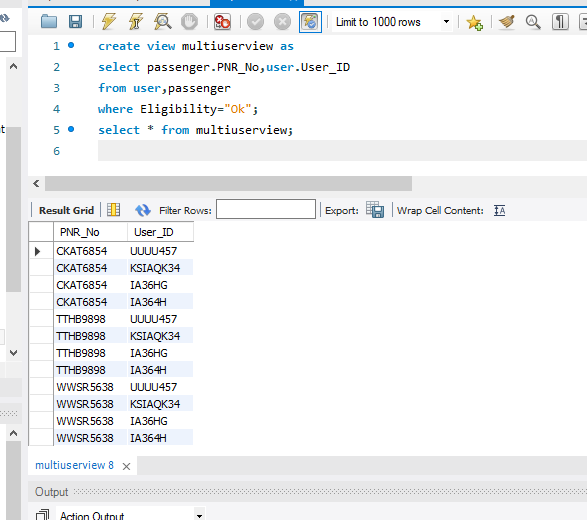 Limit to 1000 rows
1 create view multiuserview as
2 select passenger.PNR_No,user.User_ID
3 from user,passenger
4 where Eligibility="Ok";
5 select * from multiuserview;
6
Result Grid Filter Rows: Export: Wrap Cell Content: IA
PNR_No User_ID
CKAT6854 UUUU457
CKAT6854 KSIAQK34
CKAT6854 IA36HG
CKAT6854 IA364H
TTHB9898 UUUU457
TTHB9898 KSIAQK34
TTHB9898 IA36HG
TTHB9898 IA364H
WWSR5638 UUUU457
WWSR5638 KSIAQK34
WWSR5638 IA36HG
WWSR5638 IA364H
multiuserview 8
Output
Action Output